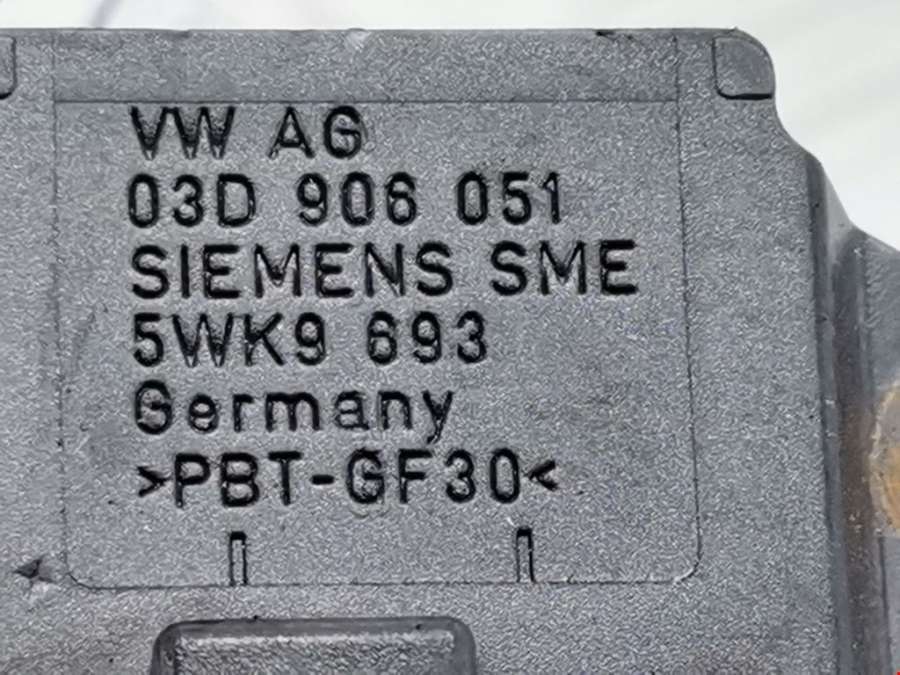 VW AG
03D 906 051
SIEMENS SME
5WK9 693
Germany
>PBT-GF30<